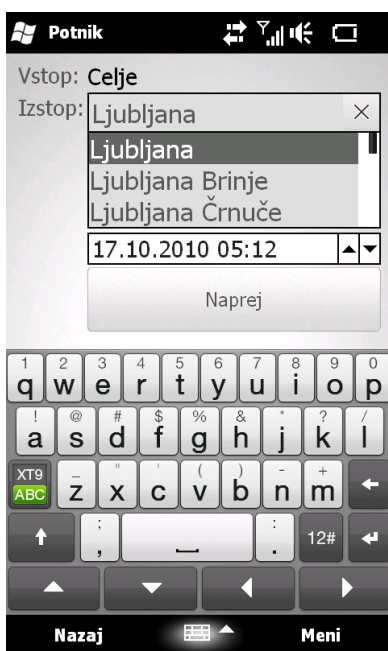 Potnik
Vstop: Celje
Izstop: Ljubljana
Ljubljana
Ljubljana Brinje
Ljubljana Črnuče
17.10.2010 05:12
Naprej
1 2 3 4 5 6 7 8 9 0
q w e r t y u i o p
! @ # $ % & * ? /
a s d f g h j k l
XT9 _ " ' ( ) - +
ABC z x c v b n m
; :
, . 12#
Nazaj Meni